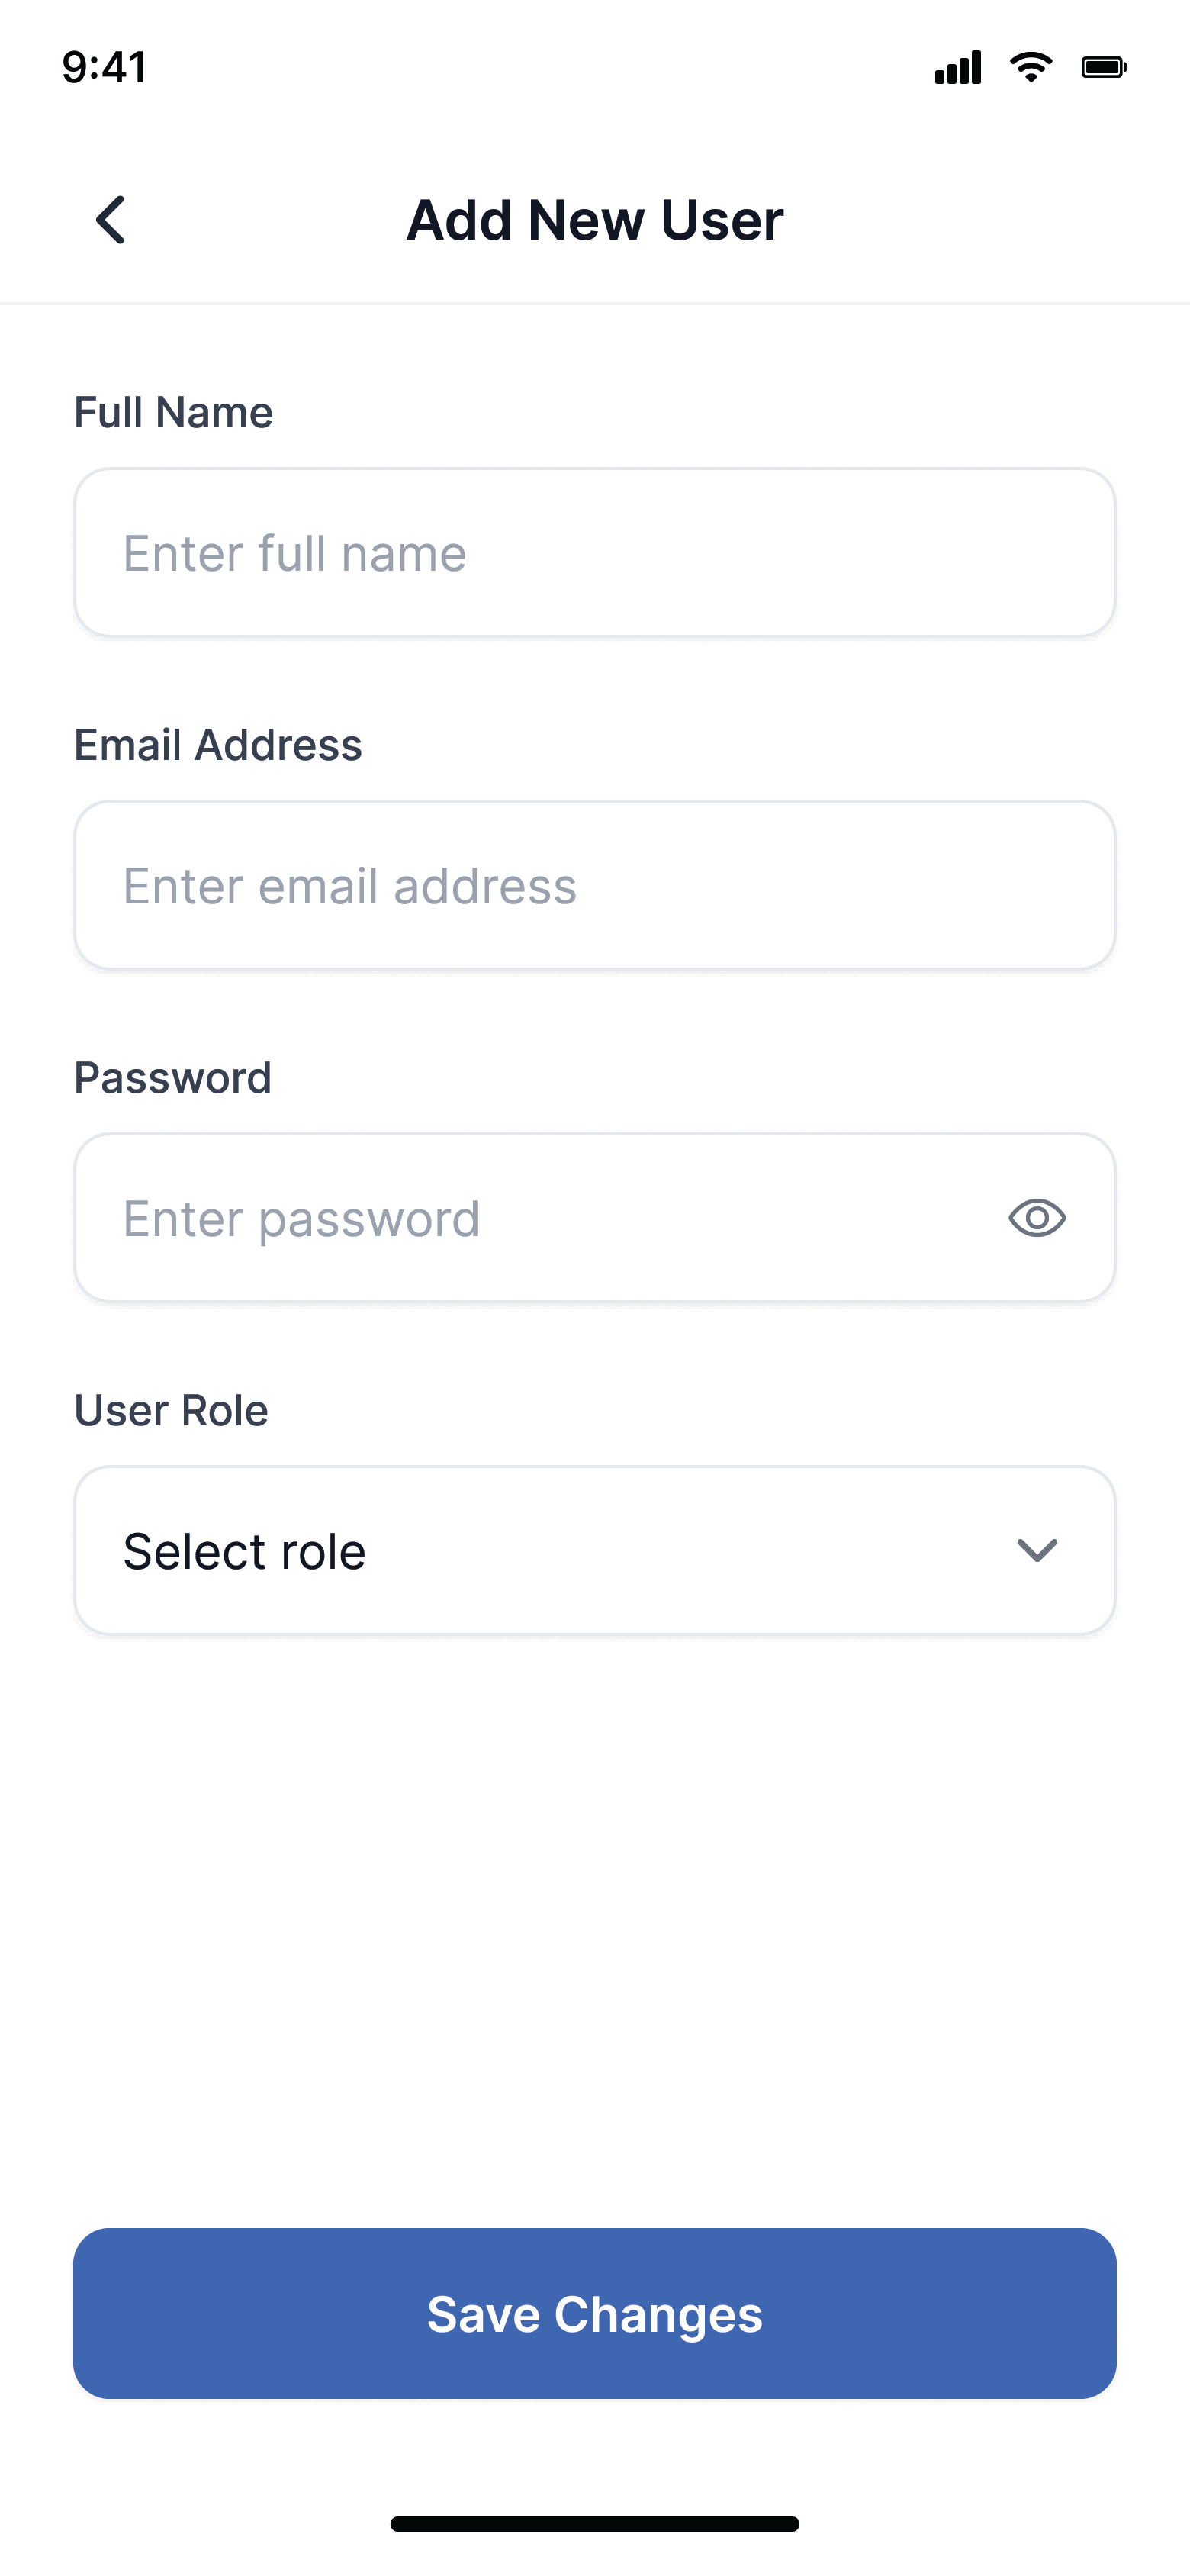 9:41
Add New User
Full Name
Enter full name
Email Address
Enter email address
Password
Enter password
User Role
Select role
Save Changes